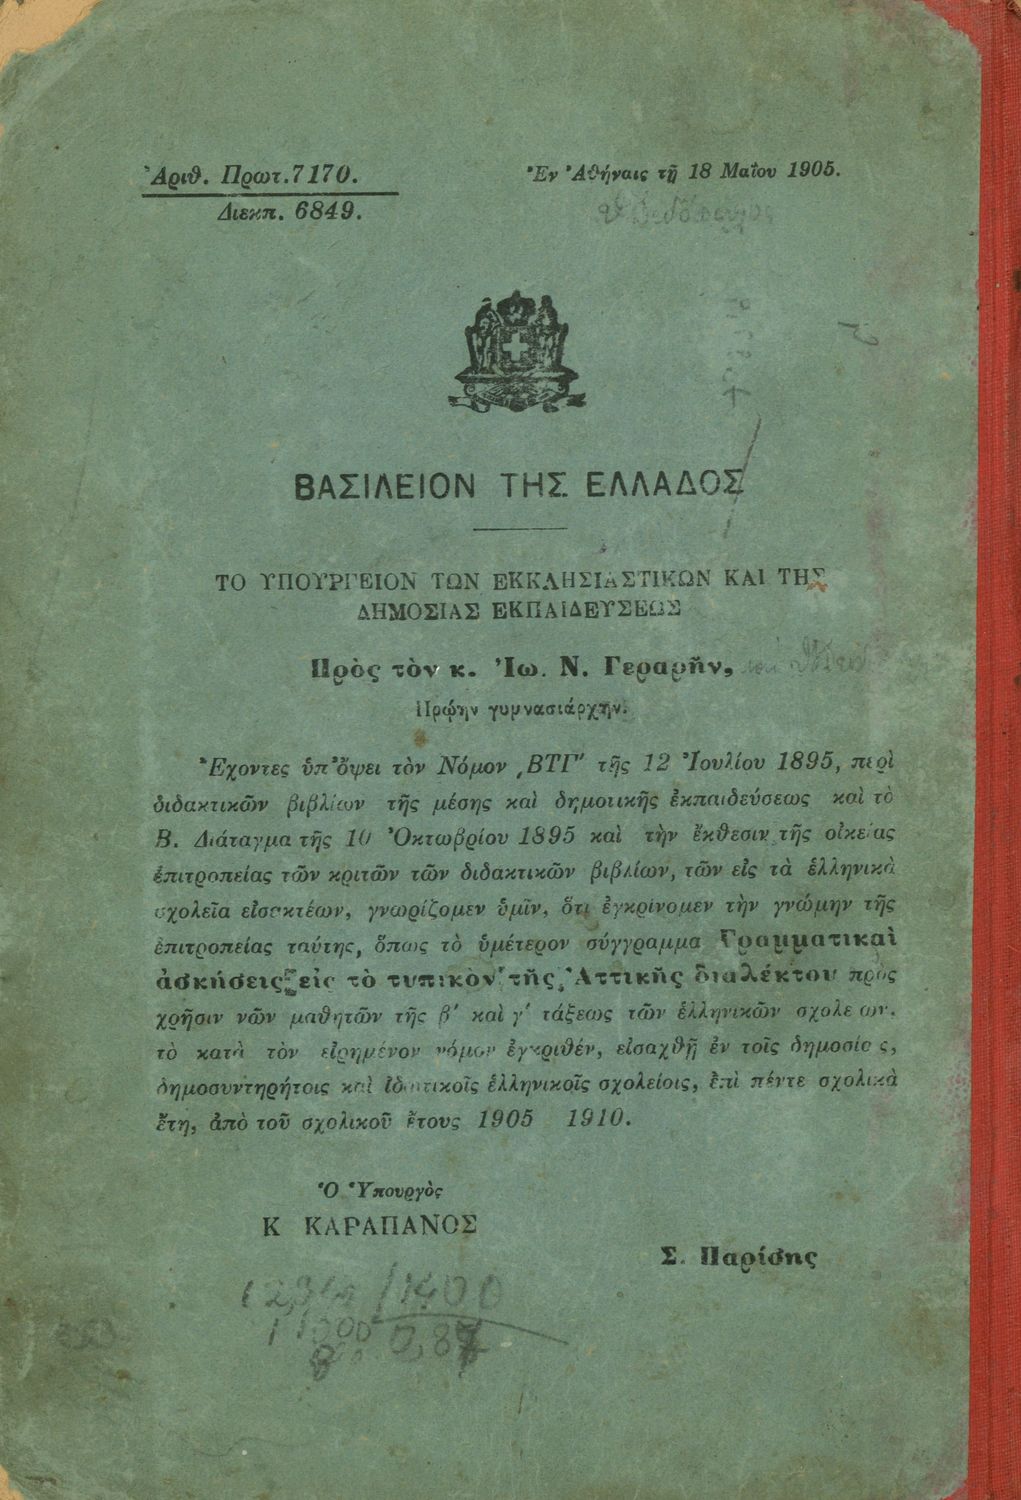 Ἀριθ. Πρωτ. 7170.
Διεκπ. 6849.
Ἐν Ἀθήναις τῇ 18 Μαΐου 1905.
ΒΑΣΙΛΕΙΟΝ ΤΗΣ ΕΛΛΑΔΟΣ
ΤΟ ΥΠΟΥΡΓΕΙΟΝ ΤΩΝ ΕΚΚΛΗΣΙΑΣΤΙΚΩΝ ΚΑΙ ΤΗΣ
ΔΗΜΟΣΙΑΣ ΕΚΠΑΙΔΕΥΣΕΩΣ
Πρὸς τὸν κ. Ἰω. Ν. Γεραρῆν,
Πρῴην γυμνασιάρχην.
Ἔχοντες ὑπ' ὄψει τὸν Νόμον ͵ΒΤΓ' τῆς 12 Ἰουλίου 1895, περὶ
διδακτικῶν βιβλίων τῆς μέσης καὶ δημοτικῆς ἐκπαιδεύσεως καὶ τὸ
Β. Διάταγμα τῆς 10 Ὀκτωβρίου 1895 καὶ τὴν ἔκθεσιν τῆς οἰκείας
ἐπιτροπείας τῶν κριτῶν τῶν διδακτικῶν βιβλίων, τῶν εἰς τὰ ἑλληνικὰ
σχολεῖα εἰσακτέων, γνωρίζομεν ὑμῖν, ὅτι ἐγκρίνομεν τὴν γνώμην τῆς
ἐπιτροπείας ταύτης, ὅπως τὸ ὑμέτερον σύγγραμμα Γραμματικαὶ
ἀσκήσεις εἰς τὸ τυπικὸν τῆς Ἀττικῆς διαλέκτου πρὸς
χρῆσιν νῶν μαθητῶν τῆς β' καὶ γ' τάξεως τῶν ἑλληνικῶν σχολείων.
τὸ κατὰ τὸν εἰρημένον νόμον ἐγκριθέν, εἰσαχθῇ ἐν τοῖς δημοσίοις,
δημοσυντηρήτοις καὶ ἰδιωτικοῖς ἑλληνικοῖς σχολείοις, ἐπὶ πέντε σχολικὰ
ἔτη, ἀπὸ τοῦ σχολικοῦ ἔτους 1905 1910.
Ὁ Ὑπουργὸς
Κ ΚΑΡΑΠΑΝΟΣ
Σ. Παρίσης
1400